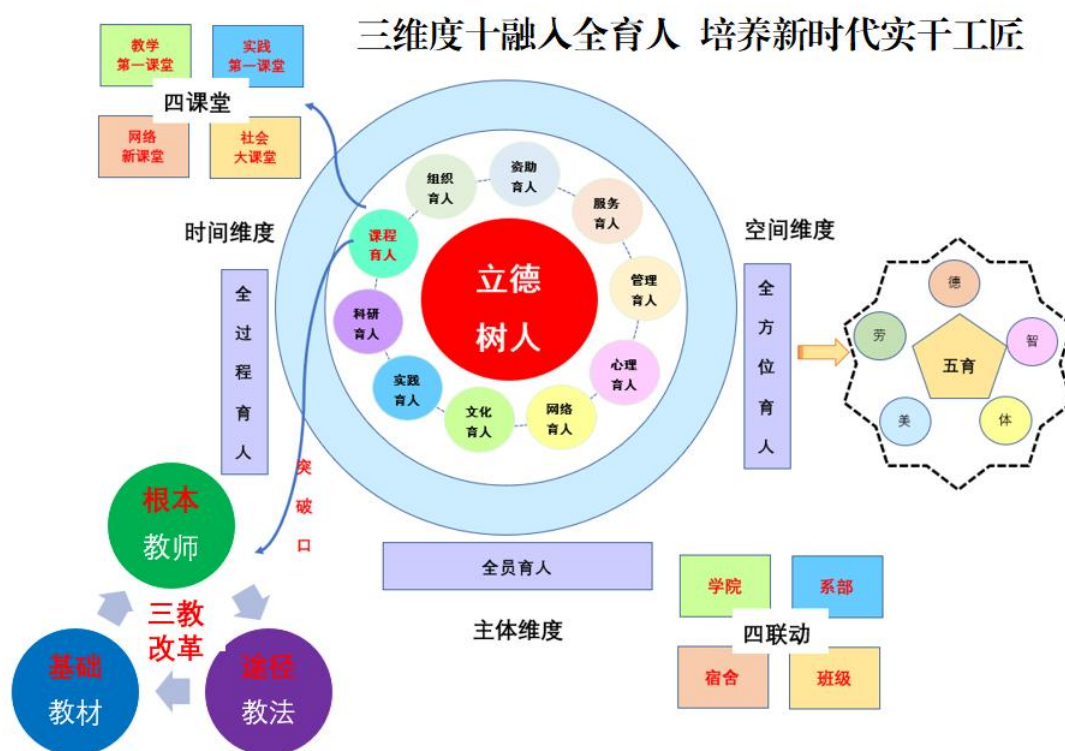 三维度十融入全育人 培养新时代实干工匠
教学
第一课堂
实践
第一课堂
四课堂
网络
新课堂
社会
大课堂
时间维度
全
过
程
育
人
组织
育人
资助
育人
服务
育人
课程
育人
管理
育人
科研
育人
心理
育人
实践
育人
文化
育人
网络
育人
立德
树人
空间维度
全
方
位
育
人
德
劳
智
五育
美
体
突
破
口
根本
教师
三教
改革
基础
教材
途径
教法
全员育人
主体维度
学院
系部
四联动
宿舍
班级